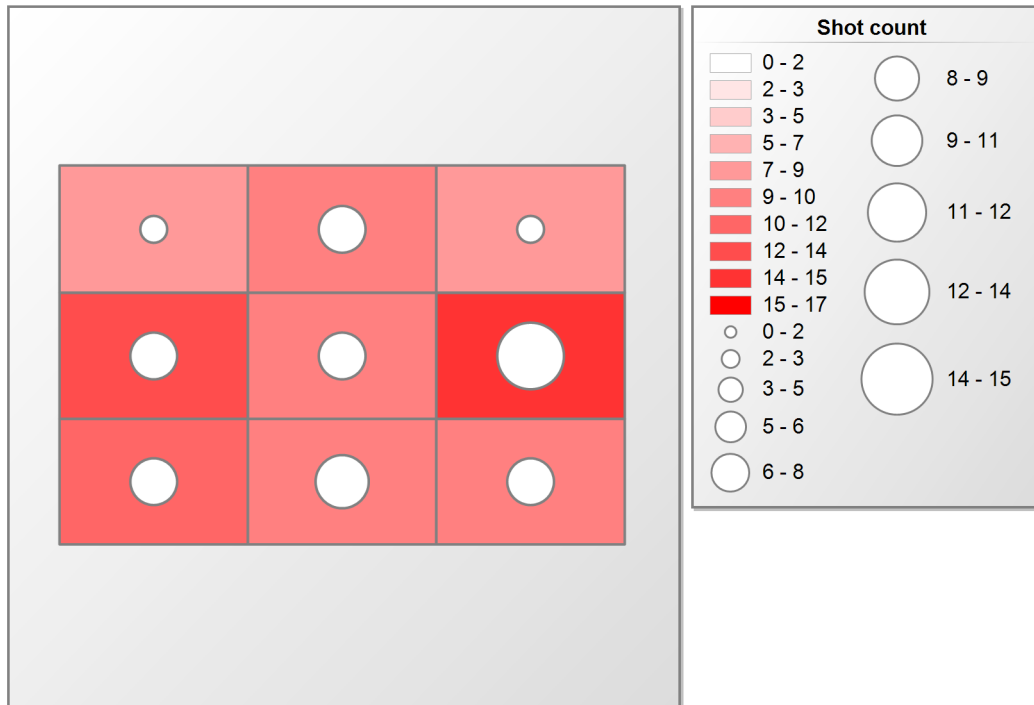 Shot count
0 - 2
2 - 3
3 - 5
5 - 7
7 - 9
9 - 10
10 - 12
12 - 14
14 - 15
15 - 17
0 - 2
2 - 3
3 - 5
5 - 6
6 - 8
8 - 9
9 - 11
11 - 12
12 - 14
14 - 15